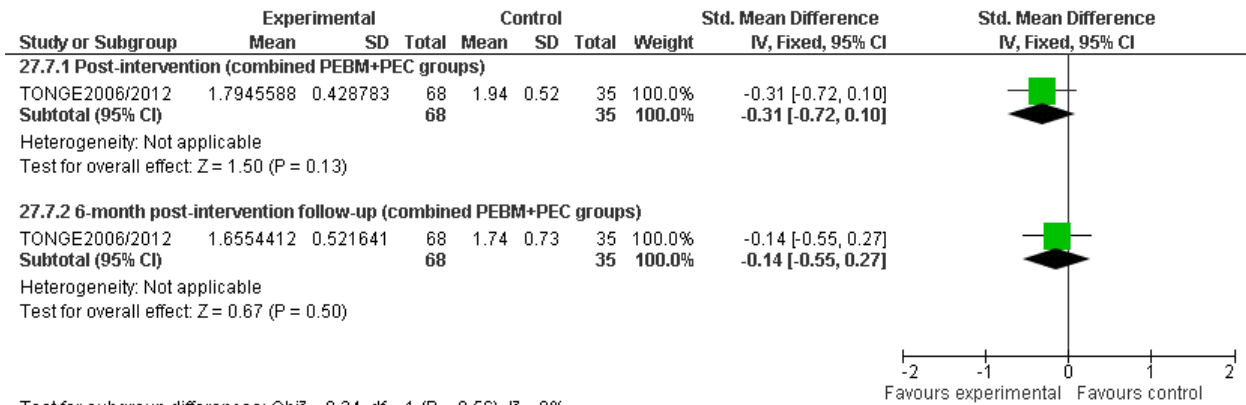 Experimental Control Std. Mean Difference Std. Mean Difference
Study or Subgroup Mean SD Total Mean SD Total Weight IV, Fixed, 95% CI IV, Fixed, 95% CI
27.7.1 Post-intervention (combined PEBM+PEC groups)
TONGE2006/2012 1.7945588 0.428783 68 1.94 0.52 35 100.0% -0.31 [-0.72, 0.10]
Subtotal (95% CI) 68 35 100.0% -0.31 [-0.72, 0.10]
Heterogeneity: Not applicable
Test for overall effect: Z = 1.50 (P = 0.13)
27.7.2 6-month post-intervention follow-up (combined PEBM+PEC groups)
TONGE2006/2012 1.6554412 0.521641 68 1.74 0.73 35 100.0% -0.14 [-0.55, 0.27]
Subtotal (95% CI) 68 35 100.0% -0.14 [-0.55, 0.27]
Heterogeneity: Not applicable
Test for overall effect: Z = 0.67 (P = 0.50)
-2 -1 0 1 2
Favours experimental Favours control